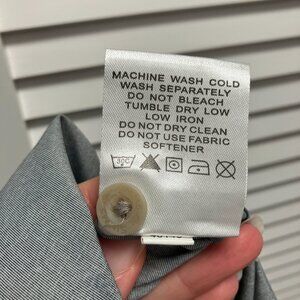 MACHINE WASH COLD
WASH SEPARATELY
DO NOT BLEACH
TUMBLE DRY LOW
LOW IRON
DO NOT DRY CLEAN
DO NOT USE FABRIC
SOFTENER